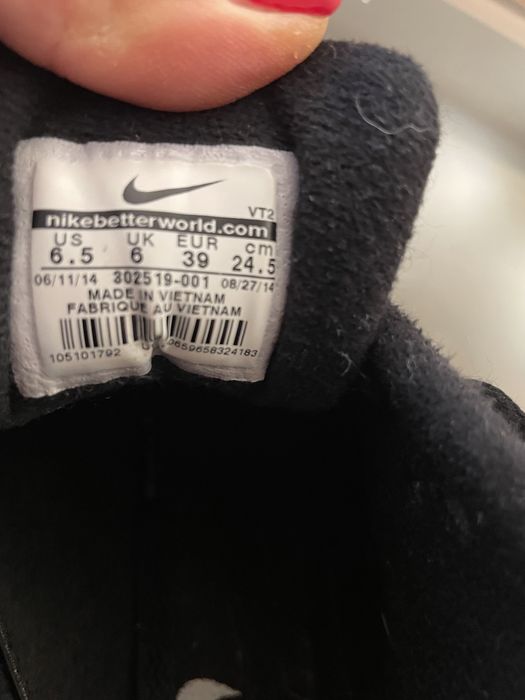 VT2
nikebetterworld.com
US UK EUR cm
6.5 6 39 24.5
06/11/14 302519-001 08/27/14
MADE IN VIETNAM
FABRIQUE AU VIETNAM
105101792 00659658324183